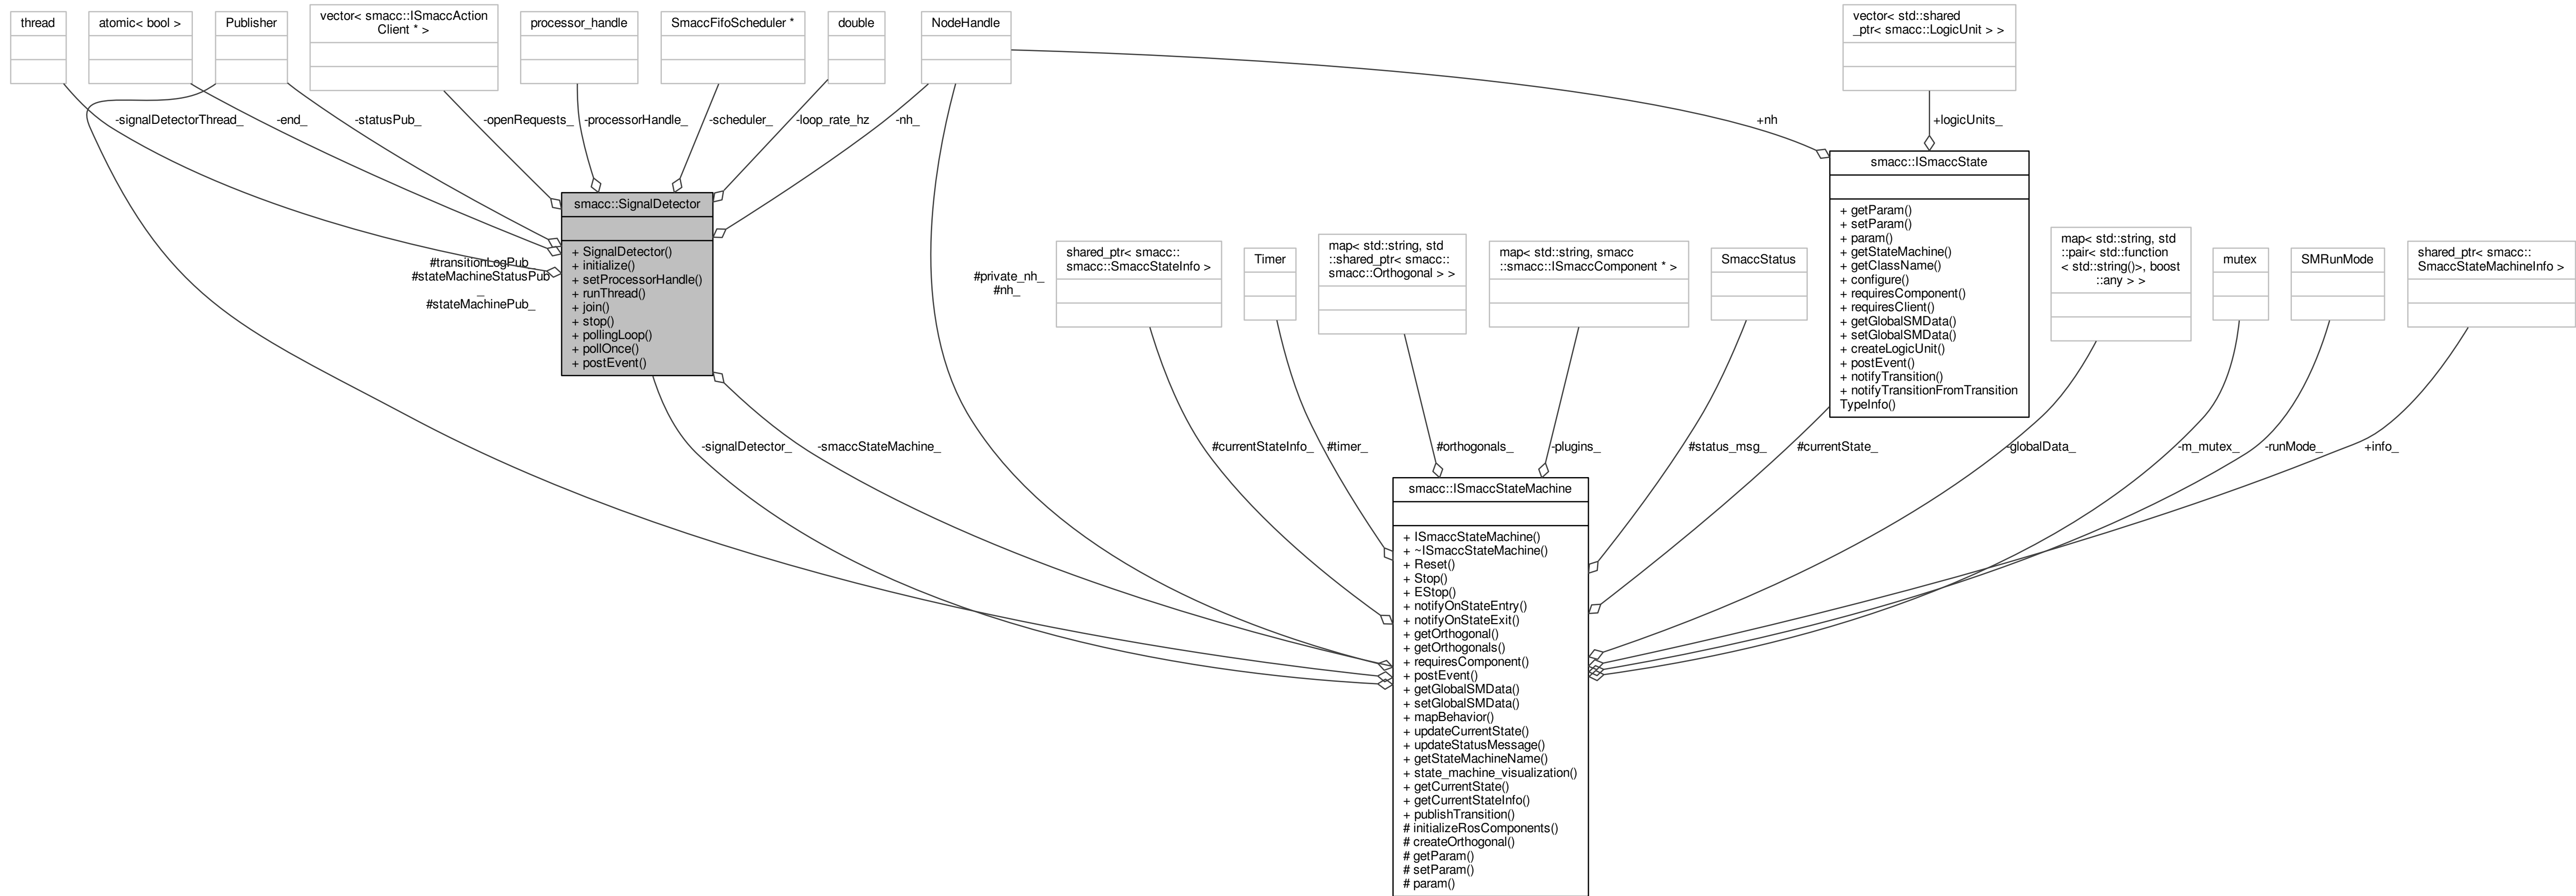 thread
atomic< bool >
Publisher
vector< smacc::ISmaccAction
Client * >
processor_handle
SmaccFifoScheduler *
double
NodeHandle
vector< std::shared
_ptr< smacc::LogicUnit > >
-signalDetectorThread_
-end_
-statusPub_
-openRequests_
-processorHandle_
-scheduler_
-loop_rate_hz
-nh_
+nh
+logicUnits_
smacc::SignalDetector
+ SignalDetector()
+ initialize()
+ setProcessorHandle()
+ runThread()
+ join()
+ stop()
+ pollingLoop()
+ pollOnce()
+ postEvent()
smacc::ISmaccState
+ getParam()
+ setParam()
+ param()
+ getStateMachine()
+ getClassName()
+ configure()
+ requiresComponent()
+ requiresClient()
+ getGlobalSMData()
+ setGlobalSMData()
+ createLogicUnit()
+ postEvent()
+ notifyTransition()
+ notifyTransitionFromTransition
TypeInfo()
#transitionLogPub_
#stateMachineStatusPub
_
#stateMachinePub_
#private_nh_
#nh_
shared_ptr< smacc::
smacc::SmaccStateInfo >
Timer
map< std::string, std
::shared_ptr< smacc::
smacc::Orthogonal > >
map< std::string, smacc
::smacc::ISmaccComponent * >
SmaccStatus
map< std::string, std
::pair< std::function
< std::string()>, boost
::any > >
mutex
SMRunMode
shared_ptr< smacc::
SmaccStateMachineInfo >
-signalDetector_
-smaccStateMachine_
#currentStateInfo_
#timer_
#orthogonals_
-plugins_
#status_msg_
#currentState_
-globalData_
-m_mutex_
-runMode_
+info_
smacc::ISmaccStateMachine
+ ISmaccStateMachine()
+ ~ISmaccStateMachine()
+ Reset()
+ Stop()
+ EStop()
+ notifyOnStateEntry()
+ notifyOnStateExit()
+ getOrthogonal()
+ getOrthogonals()
+ requiresComponent()
+ postEvent()
+ getGlobalSMData()
+ setGlobalSMData()
+ mapBehavior()
+ updateCurrentState()
+ updateStatusMessage()
+ getStateMachineName()
+ state_machine_visualization()
+ getCurrentState()
+ getCurrentStateInfo()
+ publishTransition()
# initializeRosComponents()
# createOrthogonal()
# getParam()
# setParam()
# param()